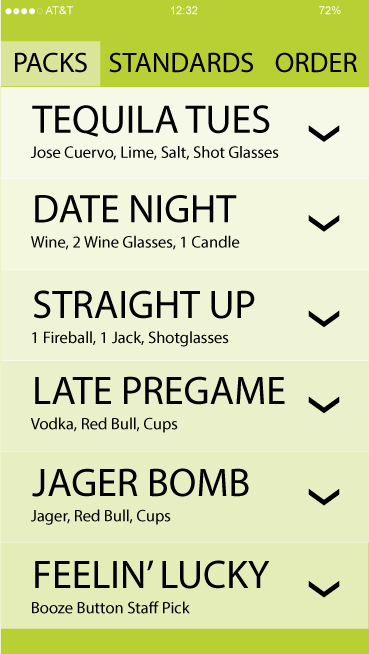 AT&T 12:32 72%
PACKS STANDARDS ORDER
TEQUILA TUES
Jose Cuervo, Lime, Salt, Shot Glasses
DATE NIGHT
Wine, 2 Wine Glasses, 1 Candle
STRAIGHT UP
1 Fireball, 1 Jack, Shotglasses
LATE PREGAME
Vodka, Red Bull, Cups
JAGER BOMB
Jager, Red Bull, Cups
FEELIN’ LUCKY
Booze Button Staff Pick